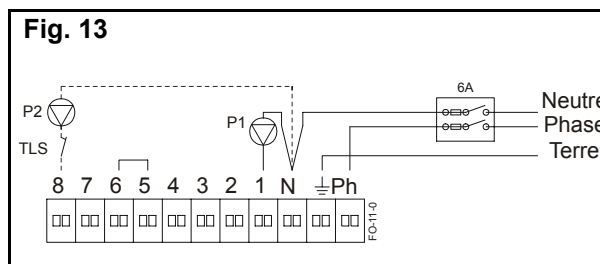 Fig. 13
6A
Neutre
P2
P1
Phase
TLS
Terre
8 7 6 5 4 3 2 1 N Ph
FO-11-0